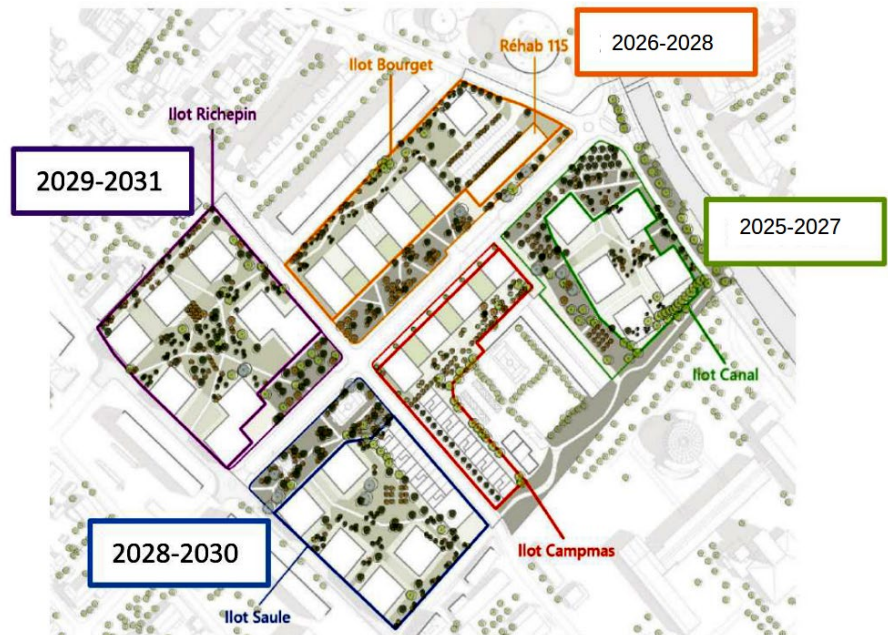 Réhab 115
2026-2028
Ilot Bourget
Ilot Richepin
2029-2031
2025-2027
Ilot Canal
Ilot Campmas
2028-2030
Ilot Saule